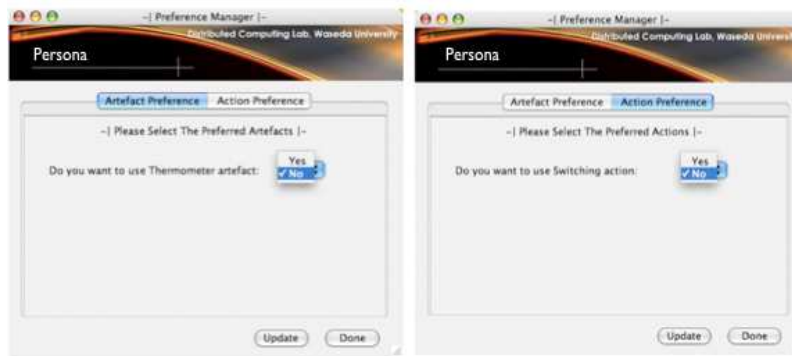 -| Preference Manager |-
Distributed Computing Lab, Waseda University
Persona
Artefact Preference Action Preference
-| Please Select The Preferred Artefacts |-
Do you want to use Thermometer artefact:
Yes
✓ No
Update Done
-| Preference Manager |-
Distributed Computing Lab, Waseda Universi
Persona
Artefact Preference Action Preference
-| Please Select The Preferred Actions |-
Do you want to use Switching action:
Yes
✓ No
Update Done